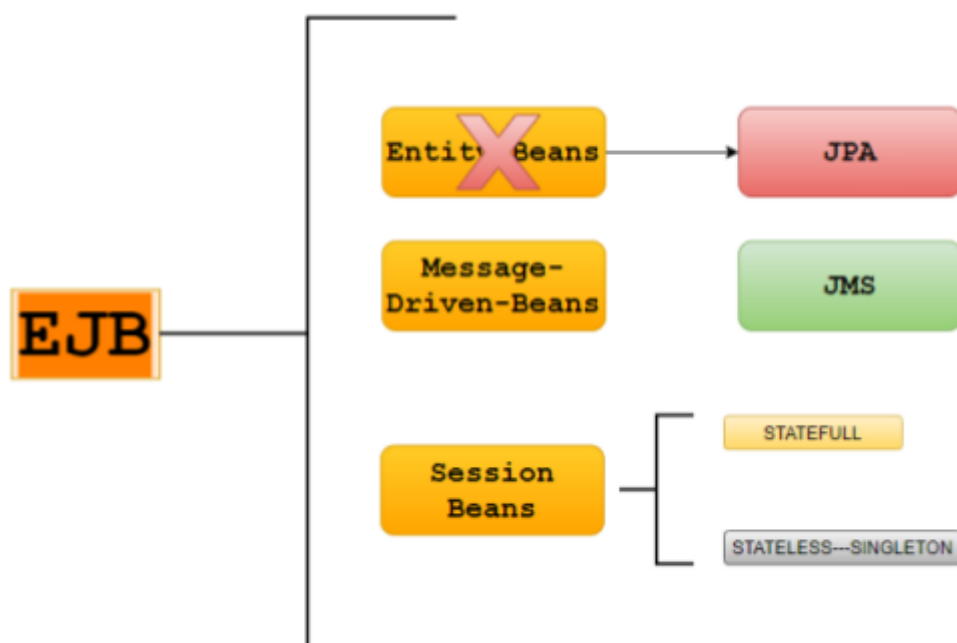 Entity Beans
JPA
Message-
Driven-Beans
JMS
EJB
STATEFULL
Session
Beans
STATELESS---SINGLETON